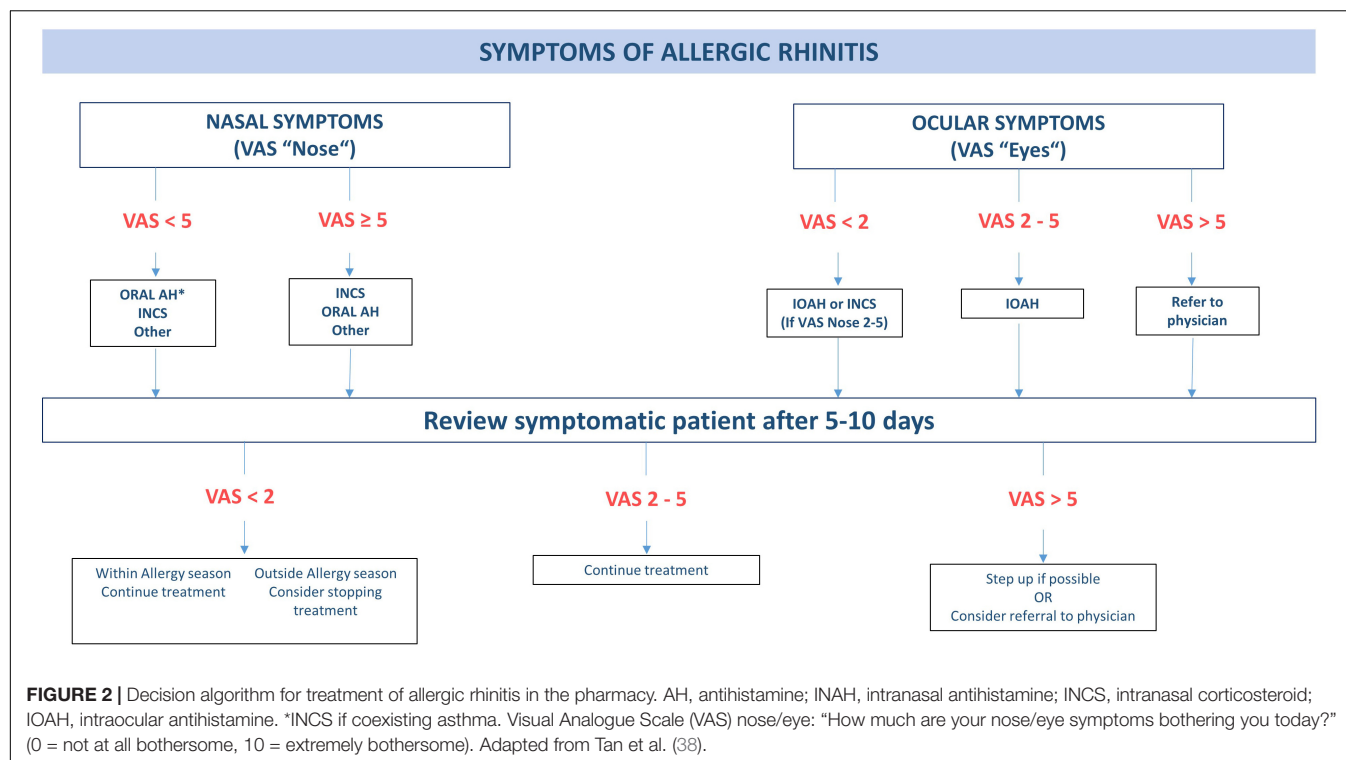 SYMPTOMS OF ALLERGIC RHINITIS
NASAL SYMPTOMS
(VAS “Nose“)
VAS < 5
VAS ≥ 5
ORAL AH*
INCS
Other
INCS
ORAL AH
Other
OCULAR SYMPTOMS
(VAS “Eyes“)
VAS < 2
VAS 2 - 5
VAS > 5
IOAH or INCS
(If VAS Nose 2-5)
IOAH
Refer to
physician
Review symptomatic patient after 5-10 days
VAS < 2
VAS 2 - 5
VAS > 5
Within Allergy season
Continue treatment
Outside Allergy season
Consider stopping
treatment
Continue treatment
Step up if possible
OR
Consider referral to physician
FIGURE 2 | Decision algorithm for treatment of allergic rhinitis in the pharmacy. AH, antihistamine; INAH, intranasal antihistamine; INCS, intranasal corticosteroid;
IOAH, intraocular antihistamine. *INCS if coexisting asthma. Visual Analogue Scale (VAS) nose/eye: “How much are your nose/eye symptoms bothering you today?”
(0 = not at all bothersome, 10 = extremely bothersome). Adapted from Tan et al. (38).